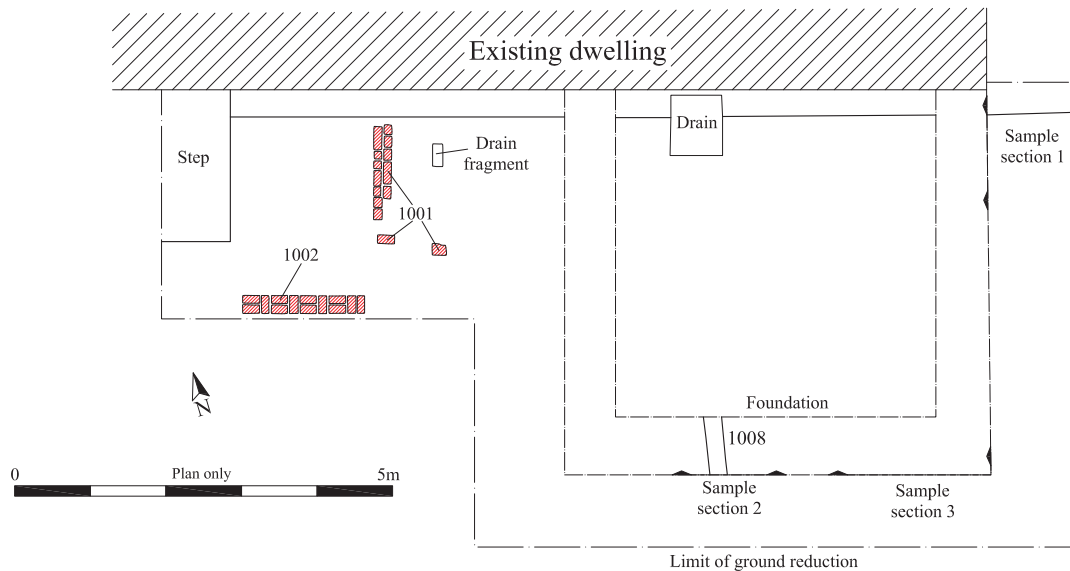 Existing dwelling
Step
Drain
fragment
Drain
Sample
section 1
1001
1002
N
Foundation
1008
0
Plan only
5m
Sample
section 2
Sample
section 3
Limit of ground reduction